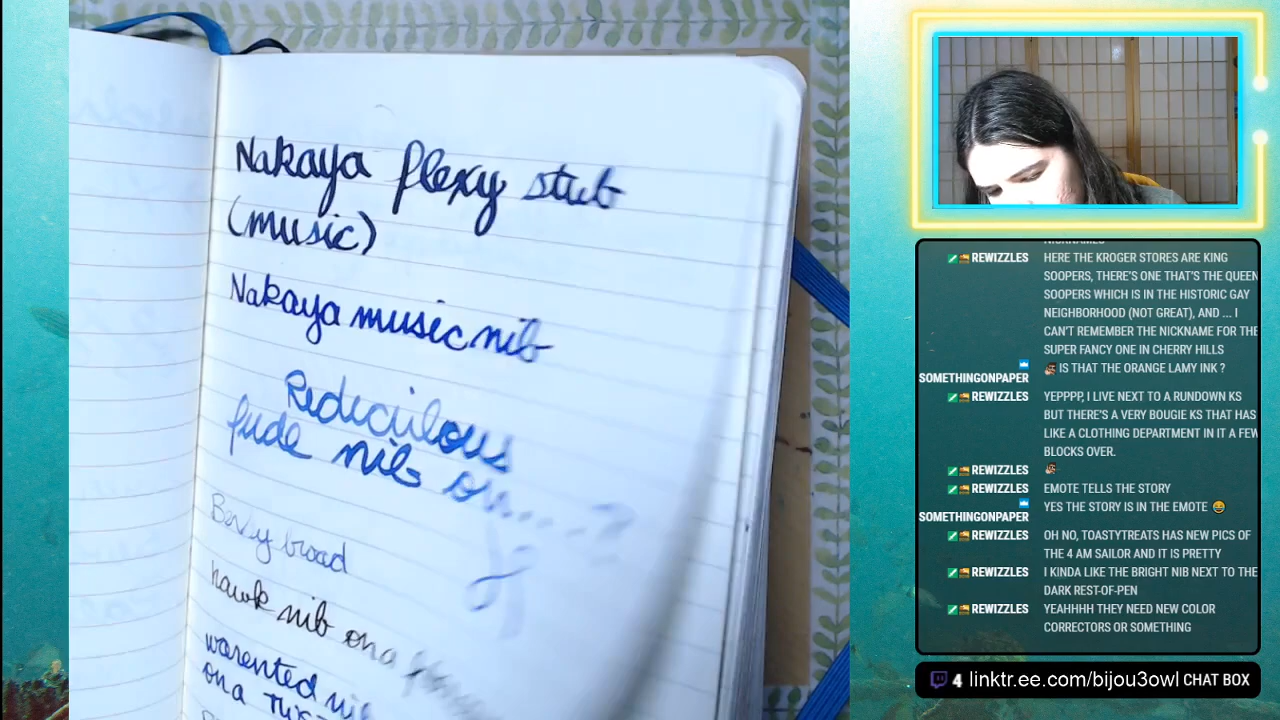 Nakaya flexy stub
(music)
Nakaya music nib
Redeculous
fude nib on...?
Berry broad
hawk nib on a
warented nib
on a
NICKNAMES
REWIZZLES HERE THE KROGER STORES ARE KING
SOOPERS, THERE'S ONE THAT'S THE QUEEN
SOOPERS WHICH IS IN THE HISTORIC GAY
NEIGHBORHOOD (NOT GREAT), AND ... I
CAN'T REMEMBER THE NICKNAME FOR THE
SUPER FANCY ONE IN CHERRY HILLS
SOMETHINGONPAPER IS THAT THE ORANGE LAMY INK ?
REWIZZLES YEPPPP, I LIVE NEXT TO A RUNDOWN KS
BUT THERE'S A VERY BOUGIE KS THAT HAS
LIKE A CLOTHING DEPARTMENT IN IT A FEW
BLOCKS OVER.
REWIZZLES
REWIZZLES EMOTE TELLS THE STORY
SOMETHINGONPAPER YES THE STORY IS IN THE EMOTE 😂
REWIZZLES OH NO, TOASTYTREATS HAS NEW PICS OF
THE 4 AM SAILOR AND IT IS PRETTY
REWIZZLES I KINDA LIKE THE BRIGHT NIB NEXT TO THE
DARK REST-OF-PEN
REWIZZLES YEAHHHH THEY NEED NEW COLOR
CORRECTORS OR SOMETHING
4 linktr.ee.com/bijou3owl CHAT BOX